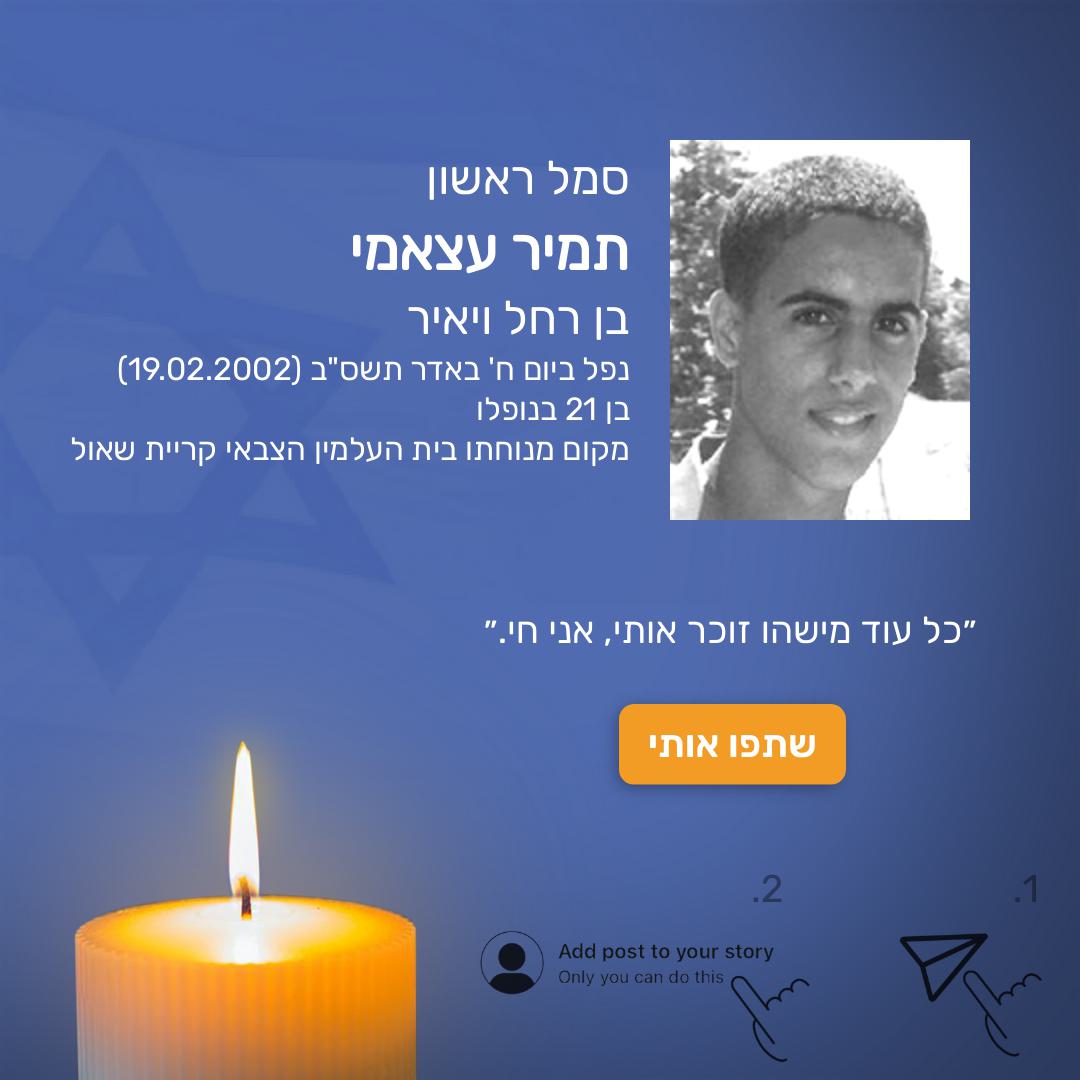 סמל ראשון
תמיר עצאמי
בן רחל ויאיר
נפל ביום ח' באדר תשס"ב (19.02.2002)
בן 21 בנופלו
מקום מנוחתו בית העלמין הצבאי קריית שאול
״כל עוד מישהו זוכר אותי, אני חי.״
שתפו אותי
1.
2.
Add post to your story
Only you can do this